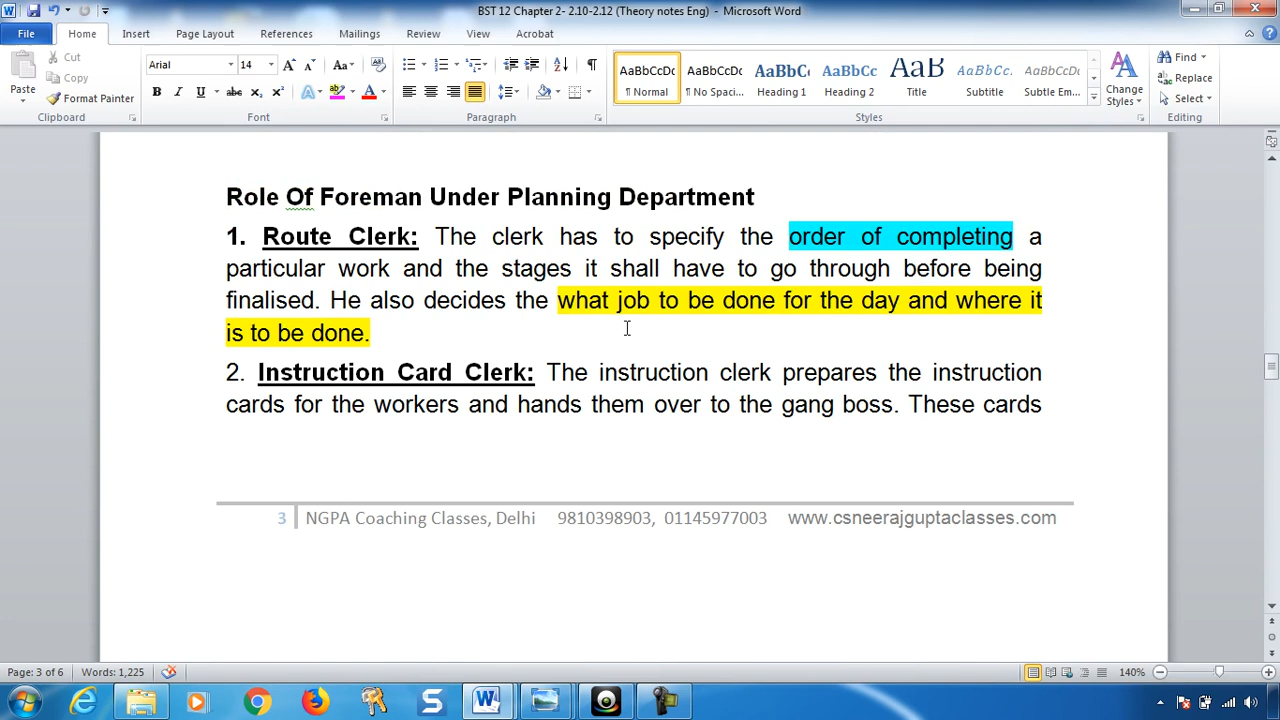 BST 12 Chapter 2- 2.10-2.12 (Theory notes Eng) - Microsoft Word
File Home Insert Page Layout References Mailings Review View Acrobat
Paste Cut Copy Format Painter
Arial 14
AaBbCcDc AaBbCcDc AaBbCc AaBbCc AaB AaBbCcDc AaBbCcDc
¶ Normal ¶ No Spac... Heading 1 Heading 2 Title Subtitle Subtle Em...
Change Styles
Find Replace Select
Clipboard Font Paragraph Styles Editing
Role Of Foreman Under Planning Department
1. Route Clerk: The clerk has to specify the order of completing a
particular work and the stages it shall have to go through before being
finalised. He also decides the what job to be done for the day and where it
is to be done.
2. Instruction Card Clerk: The instruction clerk prepares the instruction
cards for the workers and hands them over to the gang boss. These cards
3 NGPA Coaching Classes, Delhi 9810398903, 01145977003 www.csneerajguptaclasses.com
Page: 3 of 6 Words: 1,225 140%